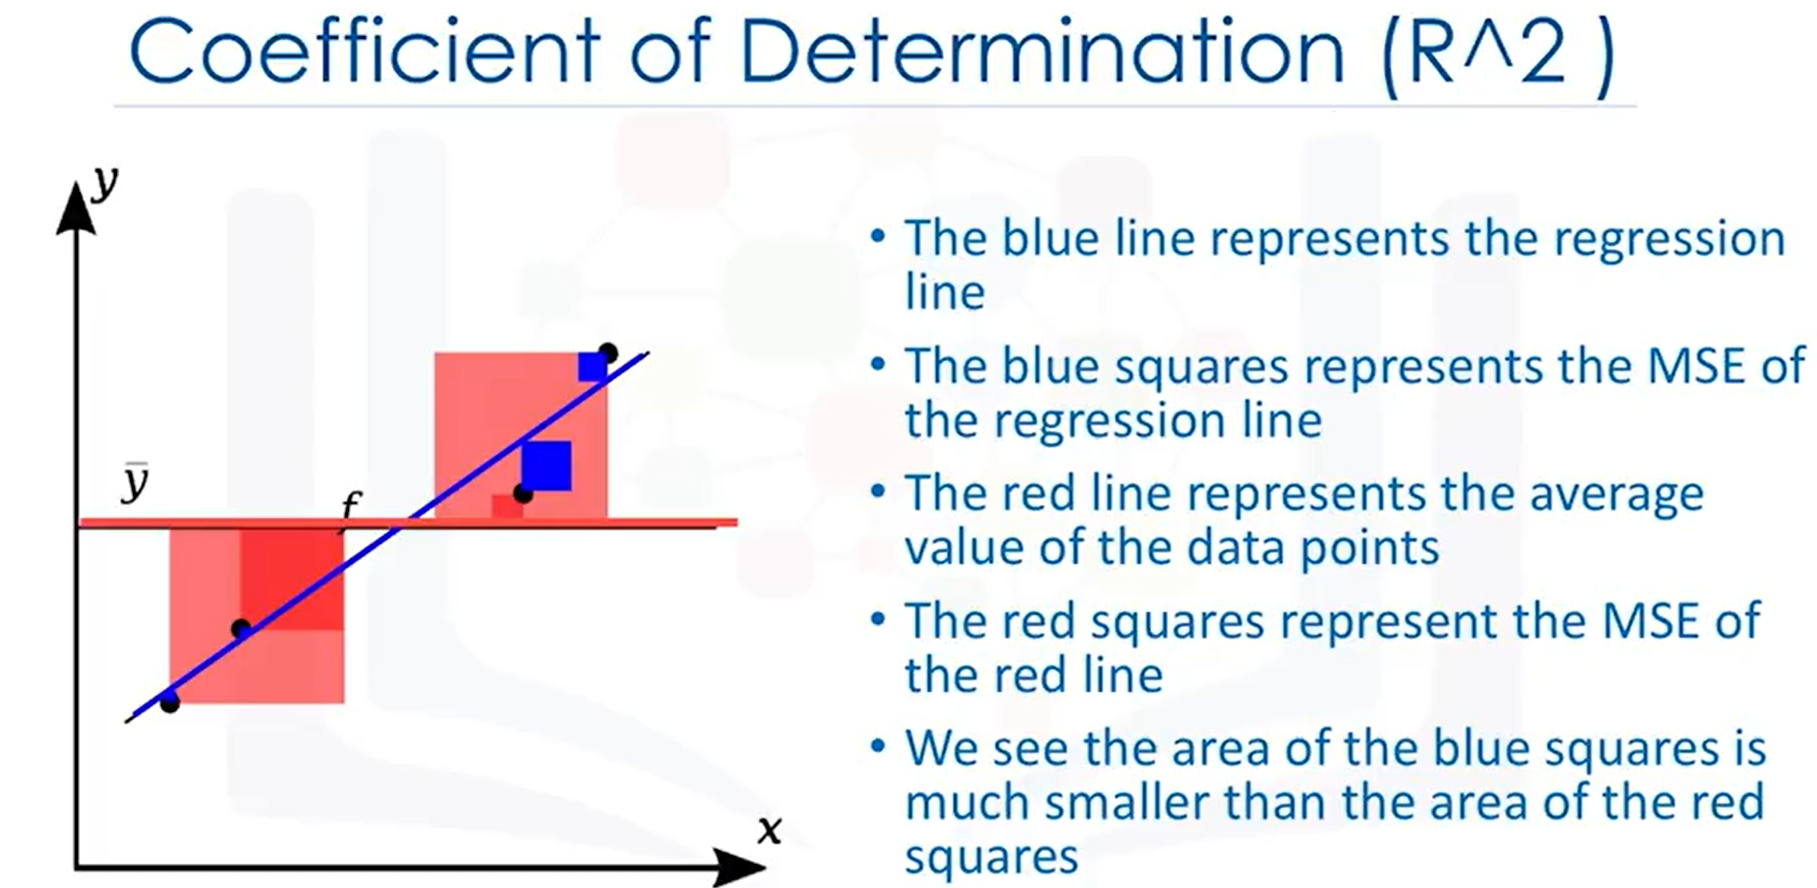 Coefficient of Determination (R^2 )
y
ȳ
f
x
• The blue line represents the regression
line
• The blue squares represents the MSE of
the regression line
• The red line represents the average
value of the data points
• The red squares represent the MSE of
the red line
• We see the area of the blue squares is
much smaller than the area of the red
squares